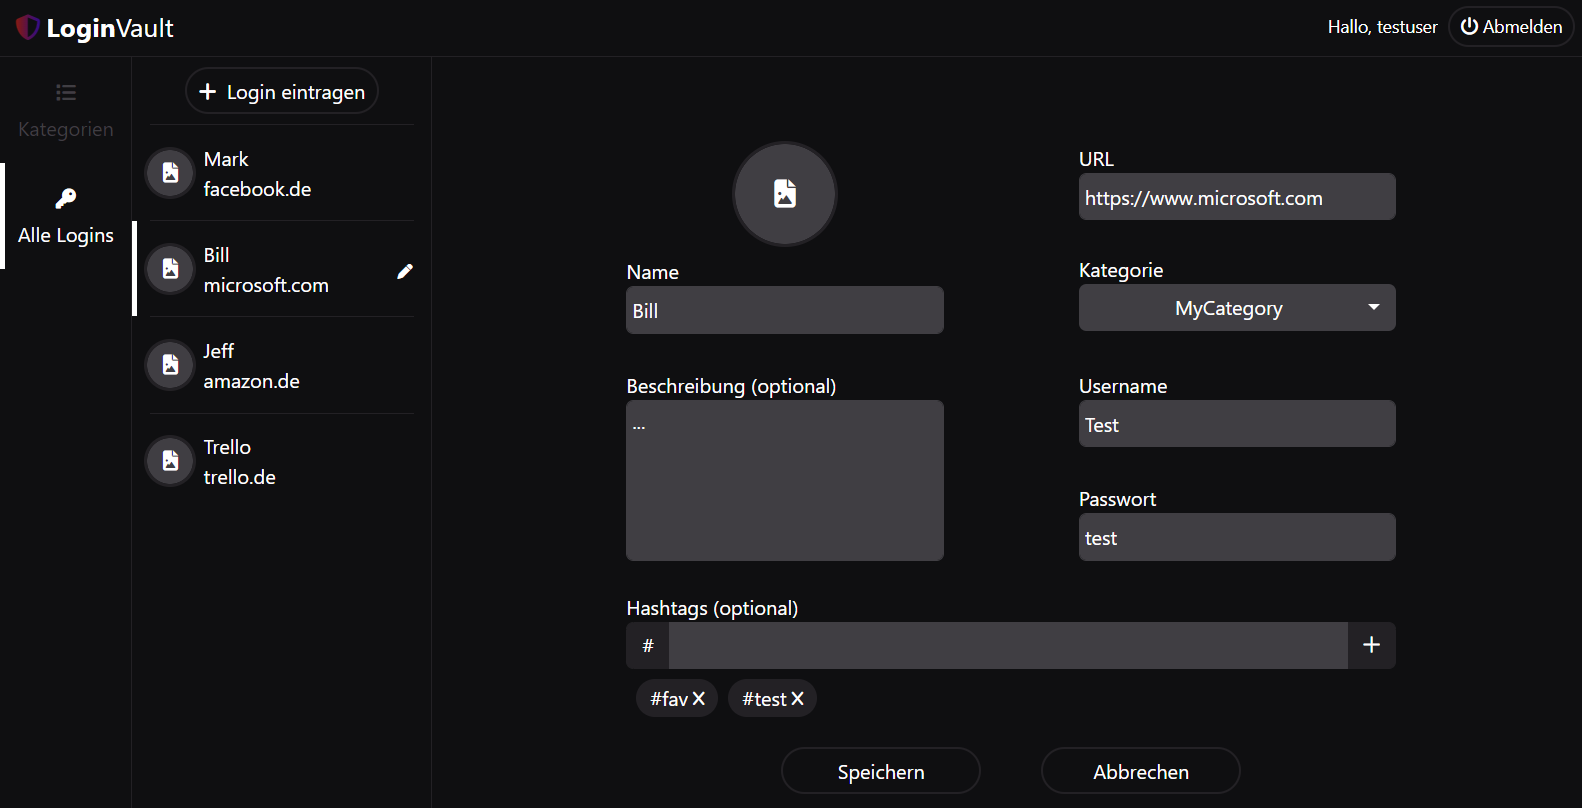 LoginVault
Hallo, testuser
Abmelden
Kategorien
Alle Logins
Login eintragen
Mark
facebook.de
Bill
microsoft.com
Jeff
amazon.de
Trello
trello.de
Name
Bill
Beschreibung (optional)
...
URL
https://www.microsoft.com
Kategorie
MyCategory
Username
Test
Passwort
test
Hashtags (optional)
#
+
#fav X #test X
Speichern Abbrechen